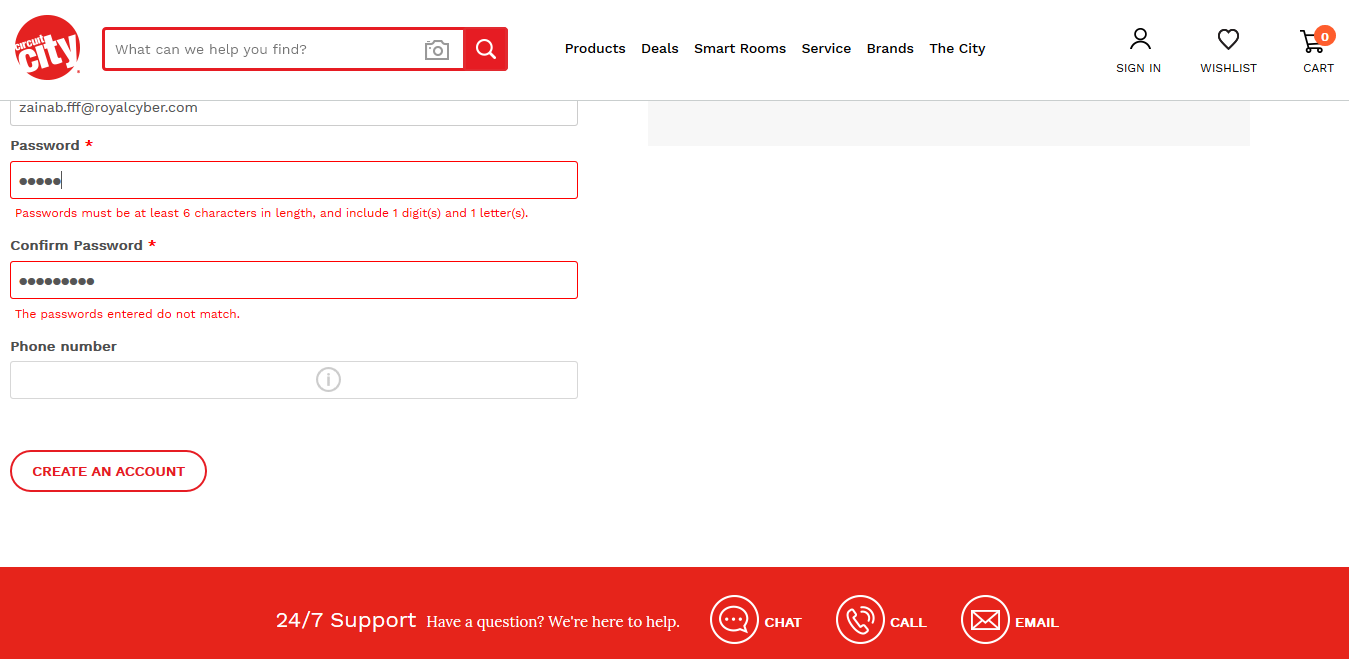 circuit city
What can we help you find?
Products Deals Smart Rooms Service Brands The City
SIGN IN
WISHLIST
0
CART
zainab.fff@royalcyber.com
Password *
•••••
Passwords must be at least 6 characters in length, and include 1 digit(s) and 1 letter(s).
Confirm Password *
•••••••••
The passwords entered do not match.
Phone number
i
CREATE AN ACCOUNT
24/7 Support Have a question? We're here to help. CHAT CALL EMAIL